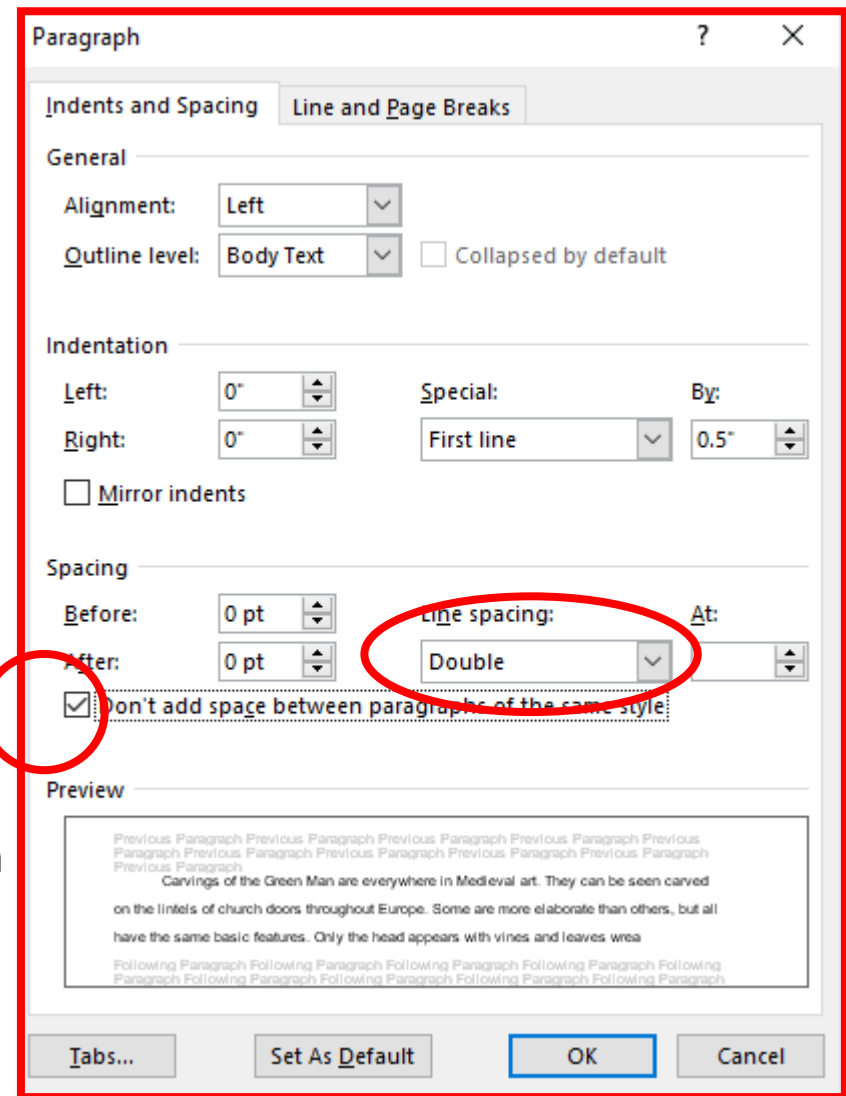 Paragraph ? ×
Indents and Spacing Line and Page Breaks
General
Alignment: Left
Outline level: Body Text Collapsed by default
Indentation
Left: 0" Special: By:
Right: 0" First line 0.5"
Mirror indents
Spacing
Before: 0 pt Line spacing: At:
After: 0 pt Double
Don't add space between paragraphs of the same style
Preview
Previous Paragraph Previous Paragraph Previous Paragraph Previous Paragraph Previous
Paragraph Previous Paragraph Previous Paragraph Previous Paragraph Previous Paragraph
Previous Paragraph
Carvings of the Green Man are everywhere in Medieval art. They can be seen carved
on the lintels of church doors throughout Europe. Some are more elaborate than others, but all
have the same basic features. Only the head appears with vines and leaves wrea
Following Paragraph Following Paragraph Following Paragraph Following Paragraph Following
Paragraph Following Paragraph Following Paragraph Following Paragraph Following Paragraph
Tabs... Set As Default OK Cancel